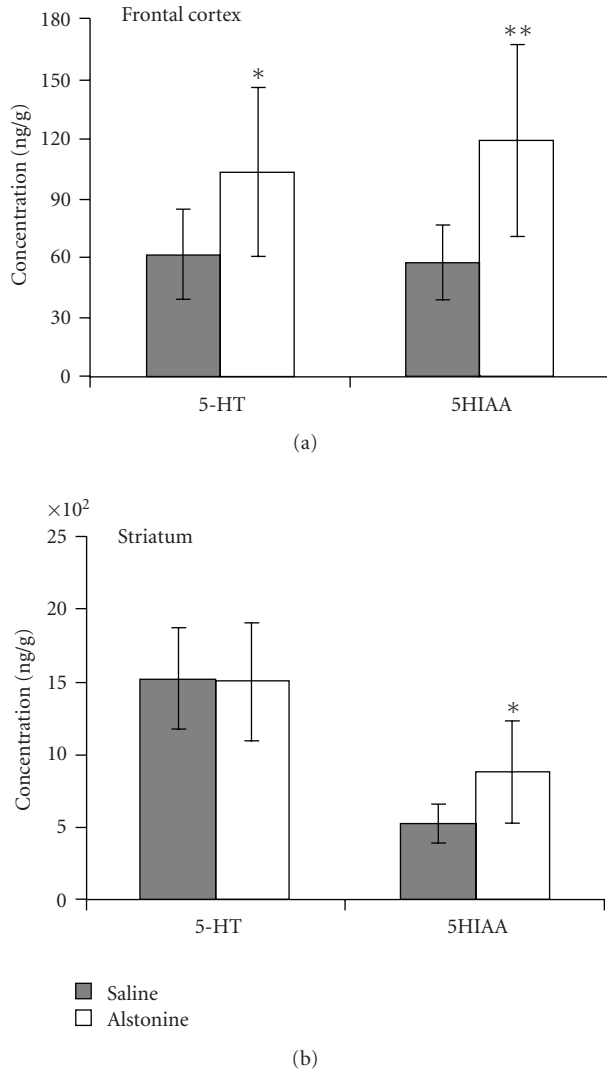 Frontal cortex
180
150
120
90
60
30
0
Concentration (ng/g)
*
**
5-HT
5HIAA
(a)
×10²
Striatum
25
20
15
10
5
0
Concentration (ng/g)
*
5-HT
5HIAA
Saline
Alstonine
(b)